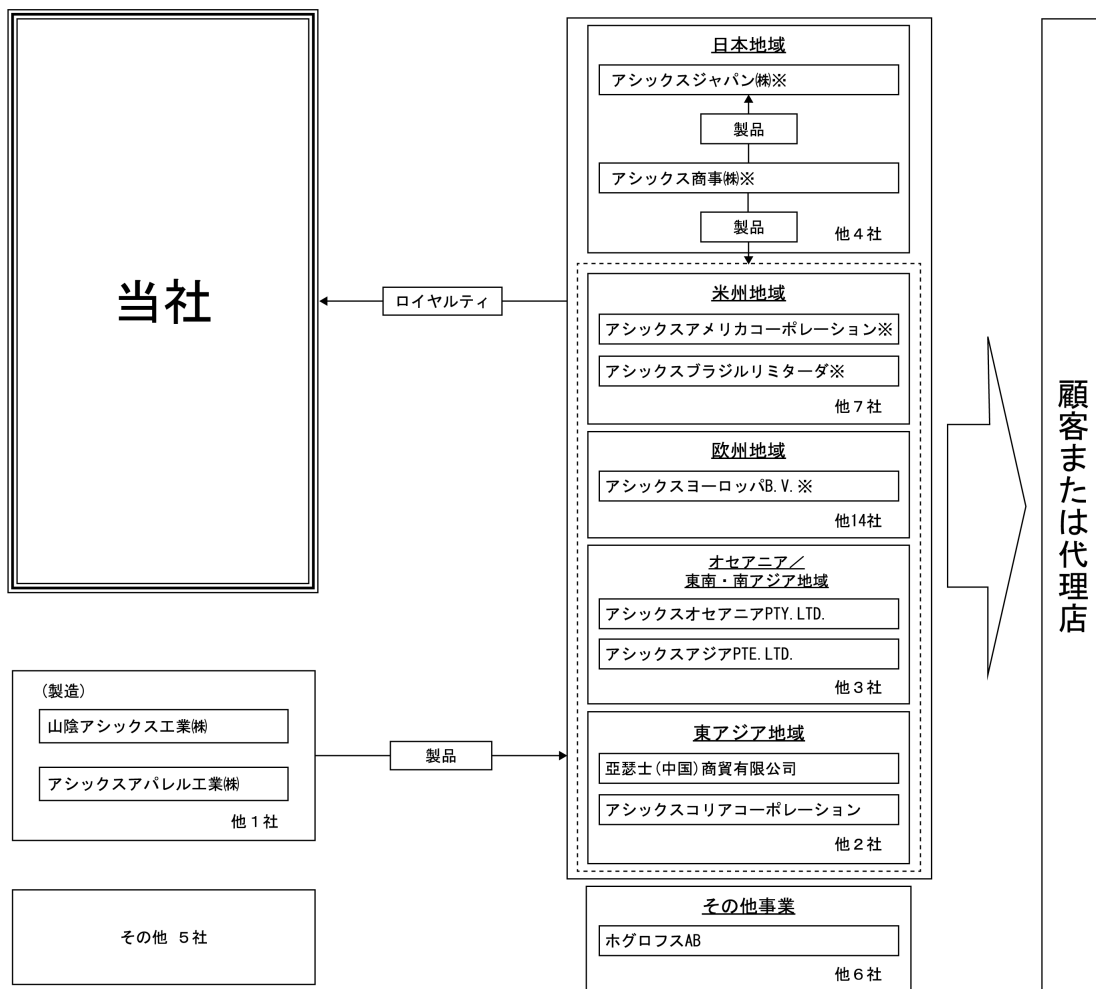 当社
ロイヤルティ
(製造)
山陰アシックス工業㈱
アシックスアパレル工業㈱
他1社
製品
その他 5社
日本地域
アシックスジャパン㈱※
製品
アシックス商事㈱※
製品
他4社
米州地域
アシックスアメリカコーポレーション※
アシックスブラジルリミターダ※
他7社
欧州地域
アシックスヨーロッパB.V.※
他14社
オセアニア/
東南・南アジア地域
アシックスオセアニアPTY.LTD.
アシックスアジアPTE.LTD.
他3社
東アジア地域
亞瑟士(中国)商貿有限公司
アシックスコリアコーポレーション
他2社
その他事業
ホグロフスAB
他6社
顧客または代理店